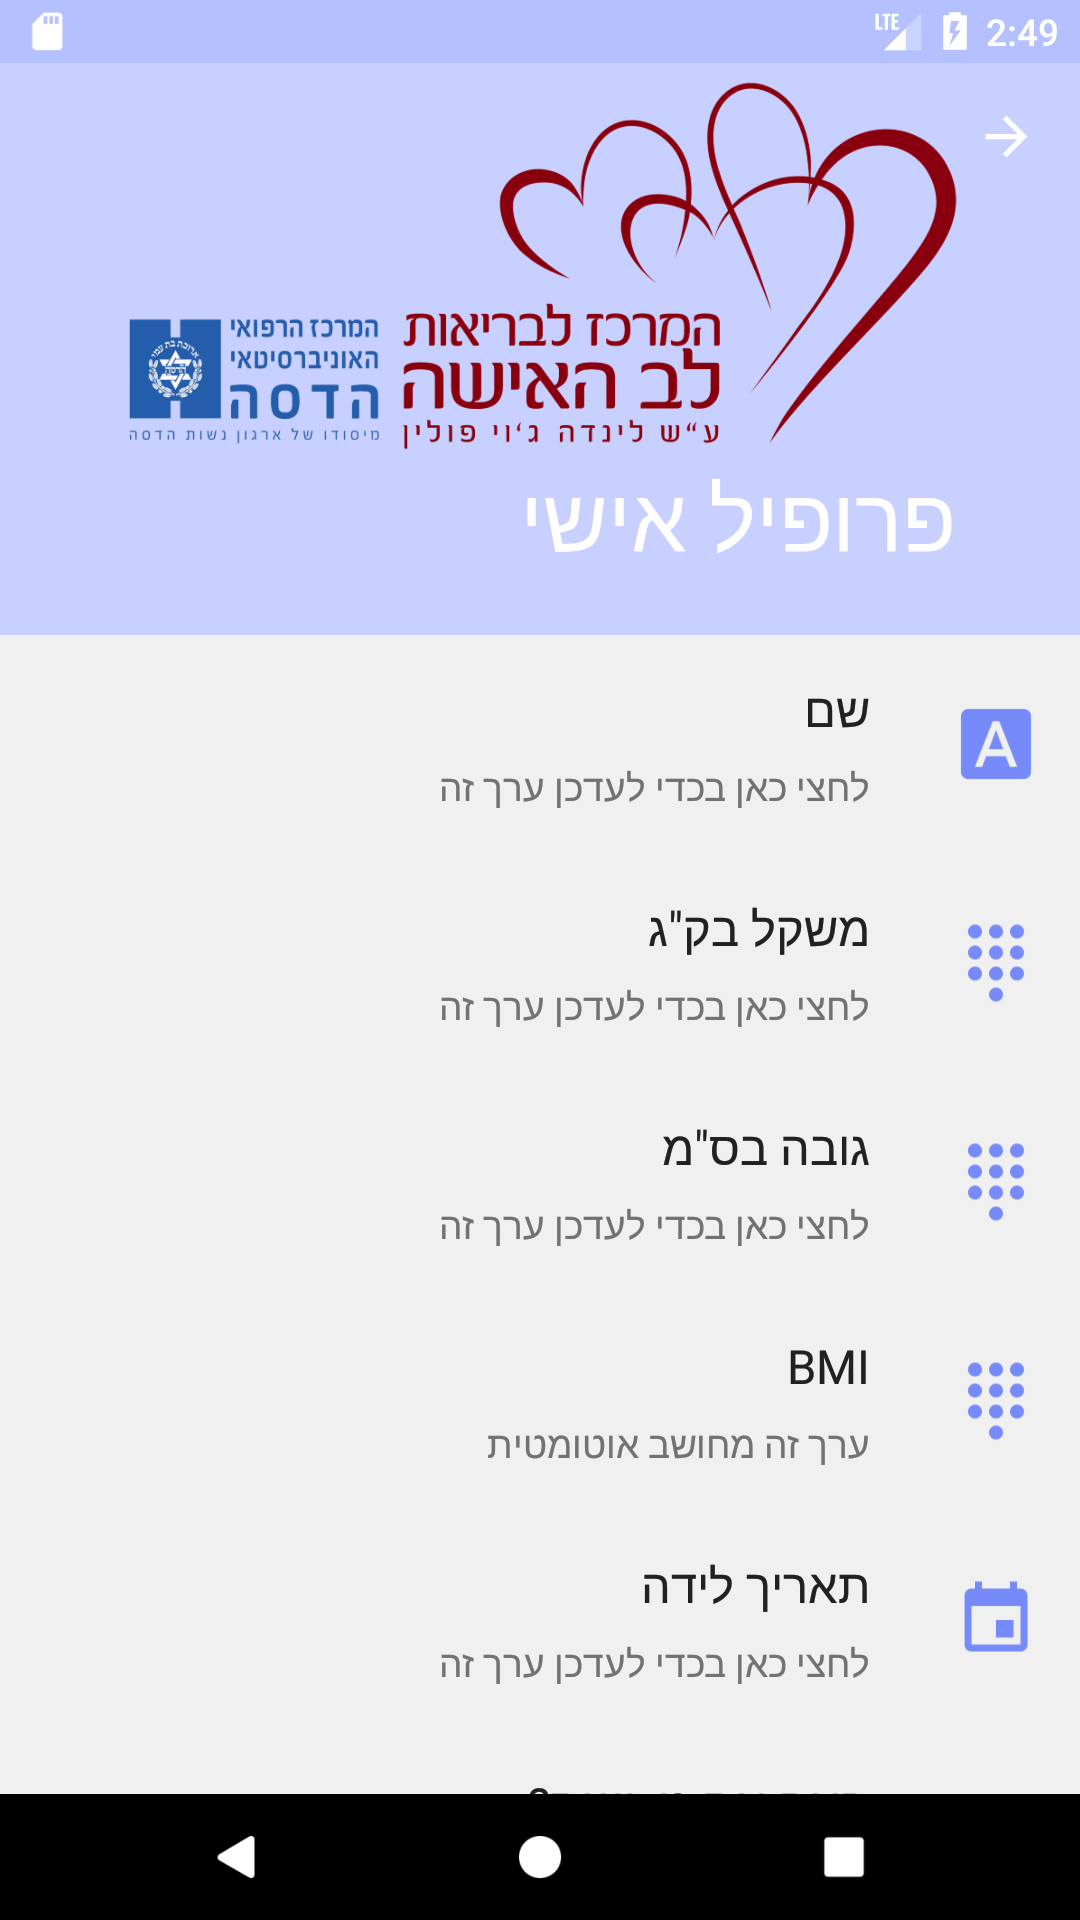 LTE 2:49
המרכז לבריאות
לב האישה
ע״ש לינדה ג׳וי פולין
המרכז הרפואי
האוניברסיטאי
הדסה
מיסודו של ארגון נשות הדסה
פרופיל אישי
שם
לחצי כאן בכדי לעדכן ערך זה
משקל בק"ג
לחצי כאן בכדי לעדכן ערך זה
גובה בס"מ
לחצי כאן בכדי לעדכן ערך זה
BMI
ערך זה מחושב אוטומטית
תאריך לידה
לחצי כאן בכדי לעדכן ערך זה